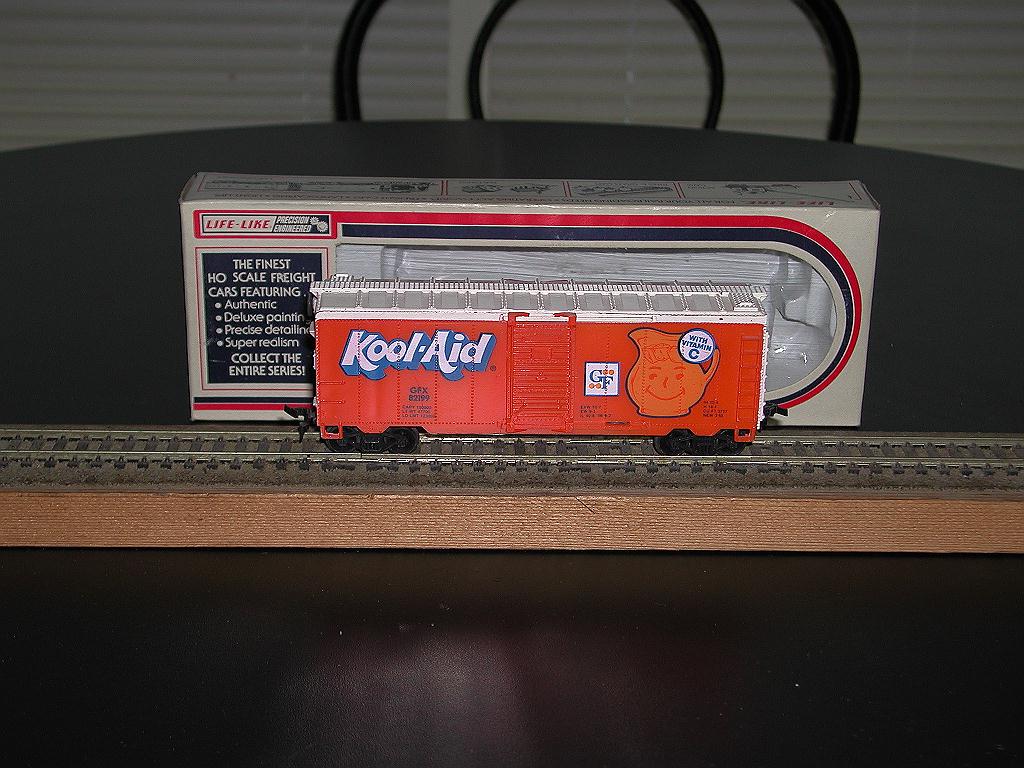 LIFE-LIKE PRECISION ENGINEERED
THE FINEST
HO SCALE FREIGHT
CARS FEATURING
• Authentic
• Deluxe paintin
• Precise detailin
• Super realism
COLLECT THE
ENTIRE SERIES!
Kool-Aid®
GFX
82199
GF
WITH
VITAMIN
C